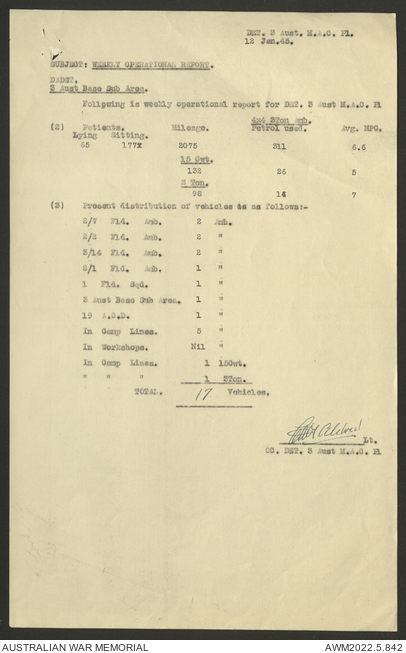 DET. 3 Aust. M.A.C. Pl.
12 Jan.45.
SUBJECT: WEEKLY OPERATIONAL REPORT.
DADST.
3 Aust Base Sub Area.
Following is weekly operational report for DET. 3 Aust M.A.C. Pl
4x4 3Ton Amb.
(2) Patients. Mileage. Petrol used. Avg. MPG.
Lying Sitting.
65 177x 2075 311 6.6
15 Cwt.
132 26 5
3 Ton.
98 14 7
(3) Present distribution of vehicles is as follows:-
2/7 Fld. Amb. 2 Amb.
2/2 Fld. Amb. 2 "
3/14 Fld. Amb. 2 "
2/1 Fld. Amb. 1 "
1 Fld. Sqd. 1 "
3 Aust Base Sub Area. 1 "
19 A.O.D. 1 "
In Camp Lines. 5 "
In Workshops. Nil "
In Camp Lines. 1 15Cwt.
" " " 1 3Ton.
TOTAL. 17 Vehicles.
Lt.
OC. DET. 3 Aust M.A.C. Pl
AUSTRALIAN WAR MEMORIAL AWM2022.5.842